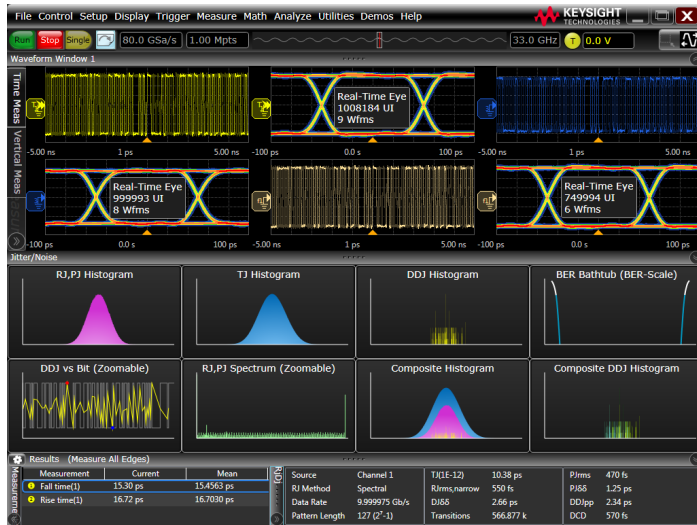 File Control Setup Display Trigger Measure Math Analyze Utilities Demos Help
KEYSIGHT
TECHNOLOGIES
Run Stop Single 80.0 GSa/s 1.00 Mpts 33.0 GHz T 0.0 V
Waveform Window 1
Time Meas
Vertical Meas
Real-Time Eye
1008184 UI
9 Wfms
-5.00 ns 1 ps 5.00 ns -100 ps 0.0 s 100 ps -5.00 ns 1 ps 5.00 ns
Real-Time Eye
999993 UI
8 Wfms
Real-Time Eye
749994 UI
6 Wfms
-100 ps 0.0 s 100 ps -5.00 ns 1 ps 5.00 ns -100 ps 0.0 s 100 ps
Jitter/Noise
RJ,PJ Histogram TJ Histogram DDJ Histogram BER Bathtub (BER-Scale)
DDJ vs Bit (Zoomable) RJ,PJ Spectrum (Zoomable) Composite Histogram Composite DDJ Histogram
Results (Measure All Edges)
Measureme
Measurement Current Mean
1 Fall time(1) 15.30 ps 15.4563 ps
2 Rise time(1) 16.72 ps 16.7030 ps
Source Channel 1 TJ(1E-12) 10.38 ps PJrms 470 fs
RJ Method Spectral RJrms,narrow 550 fs PJδδ 1.25 ps
Data Rate 9.999975 Gb/s DJδδ 2.66 ps DDJpp 2.34 ps
Pattern Length 127 (2⁷-1) Transitions 566.877 k DCD 570 fs